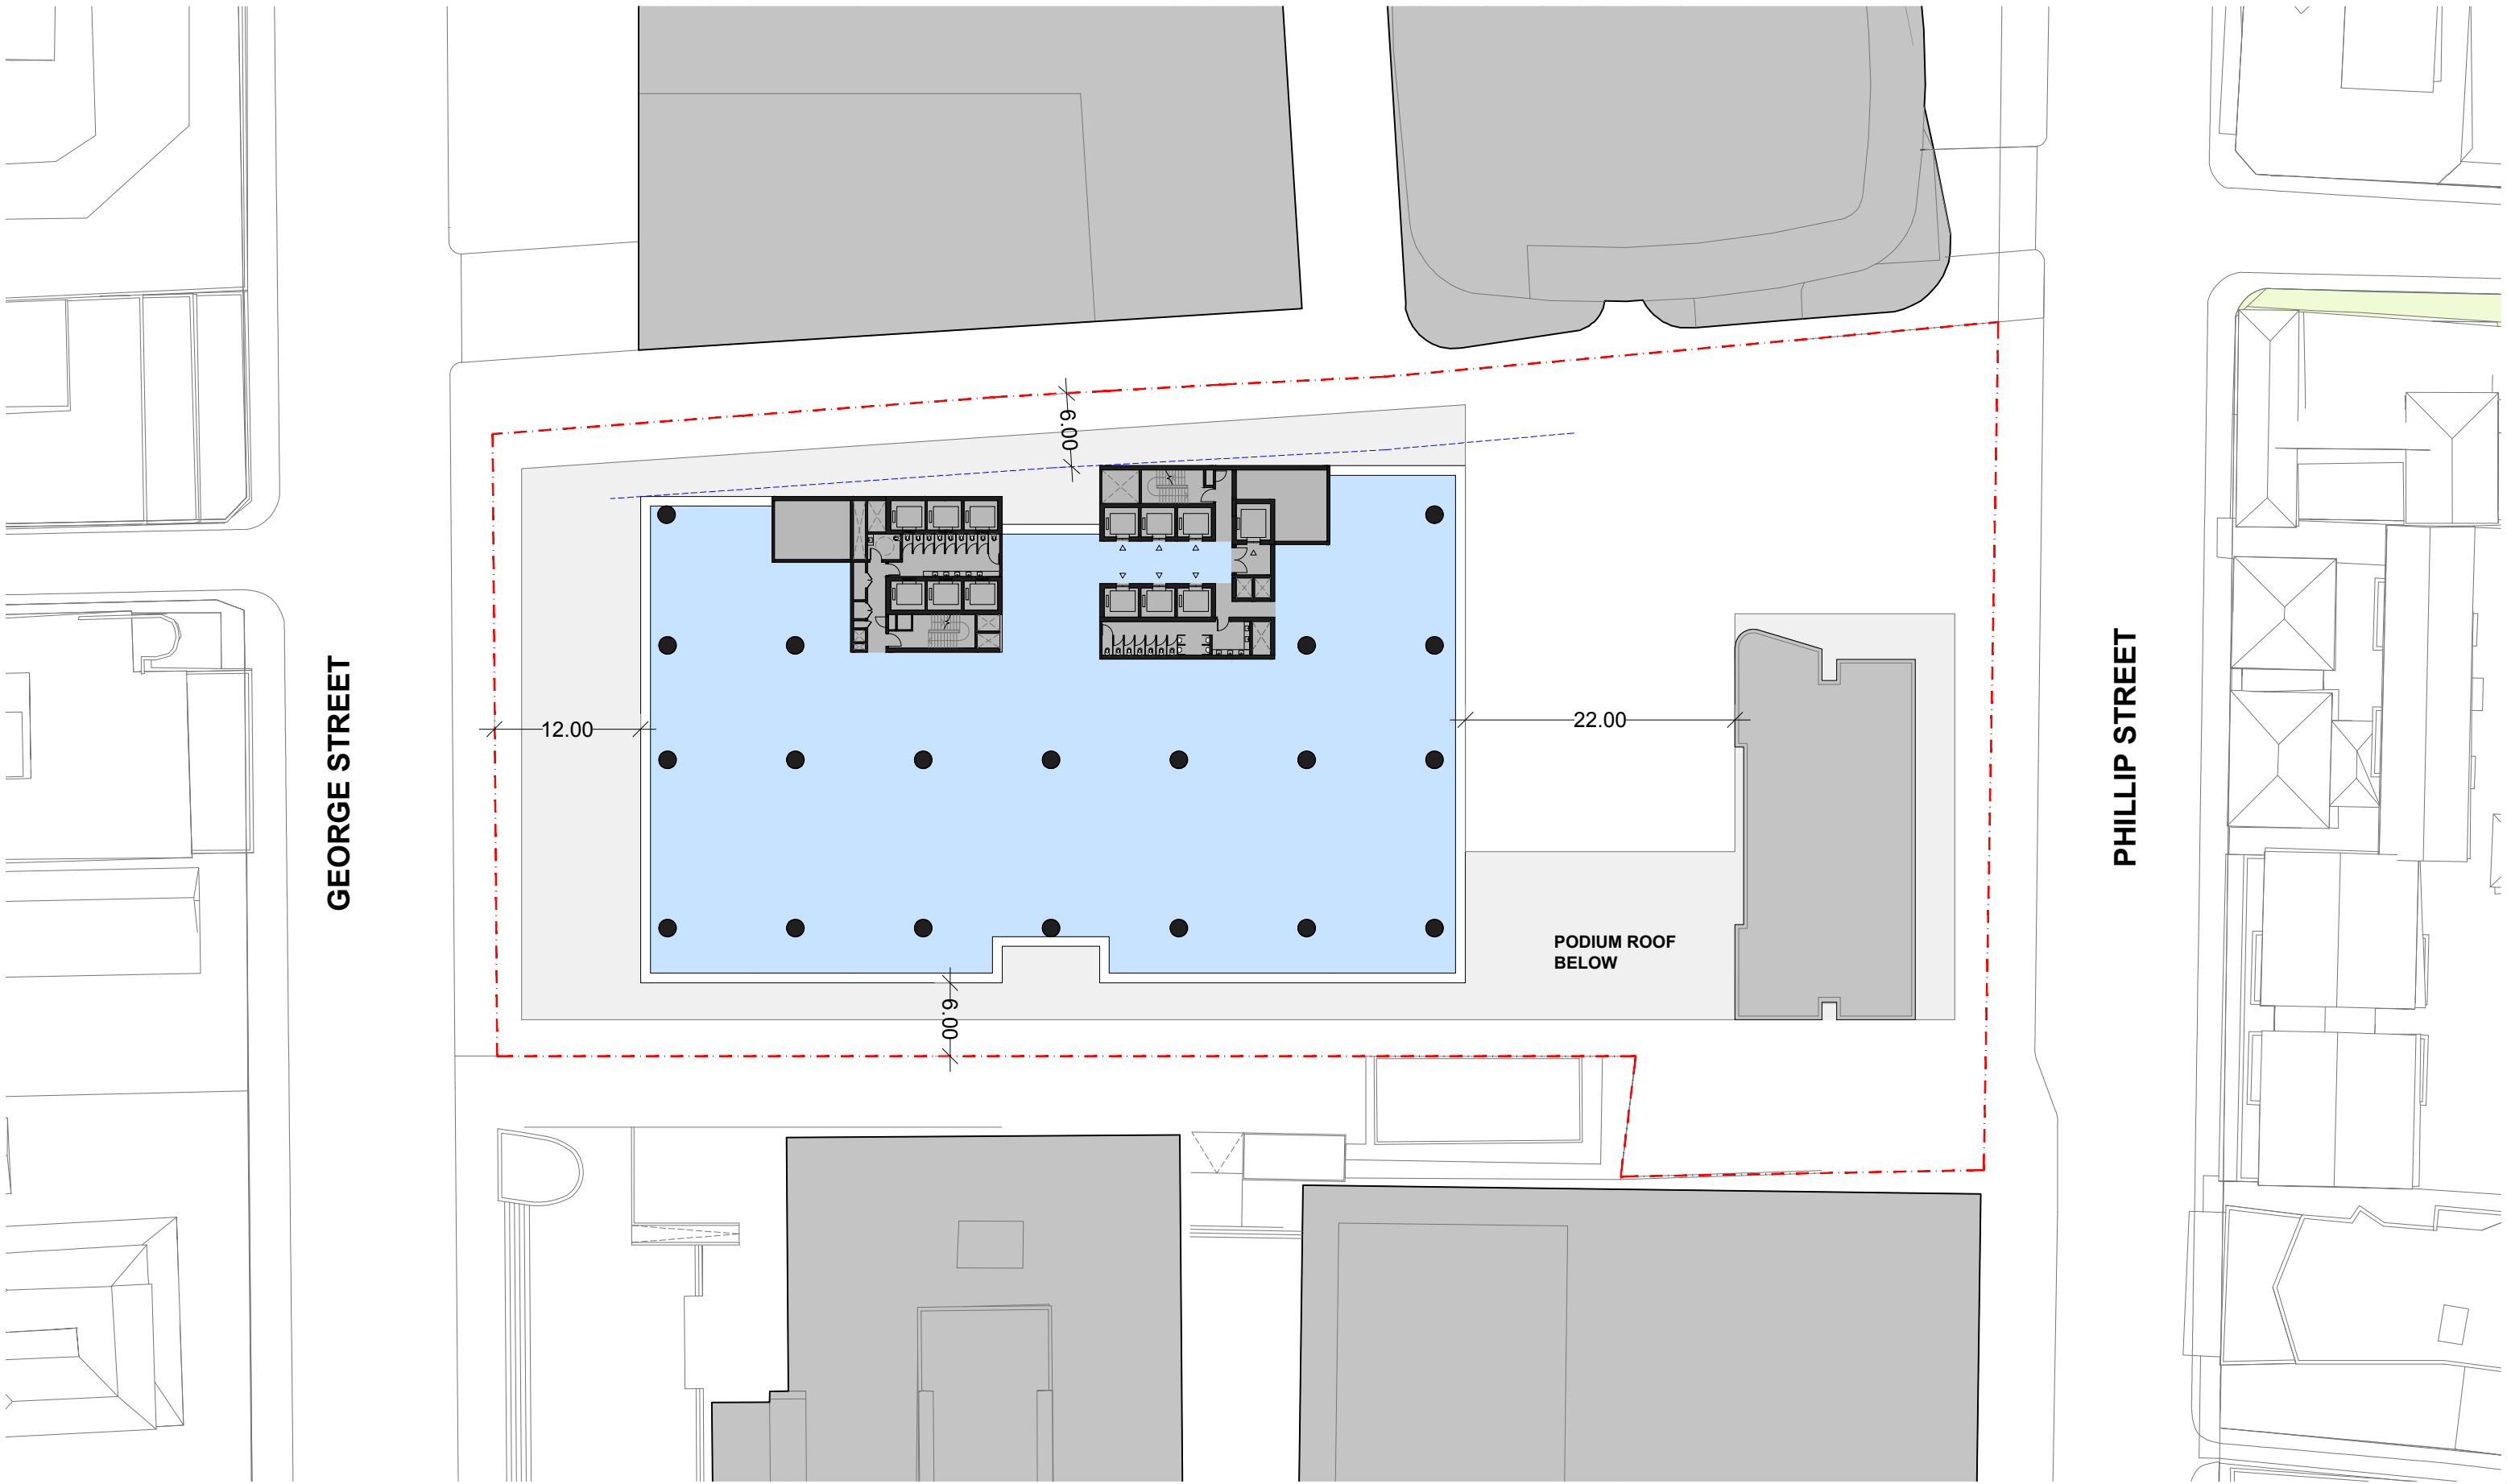 6.00
GEORGE STREET
12.00
22.00
PHILLIP STREET
PODIUM ROOF
BELOW
6.00